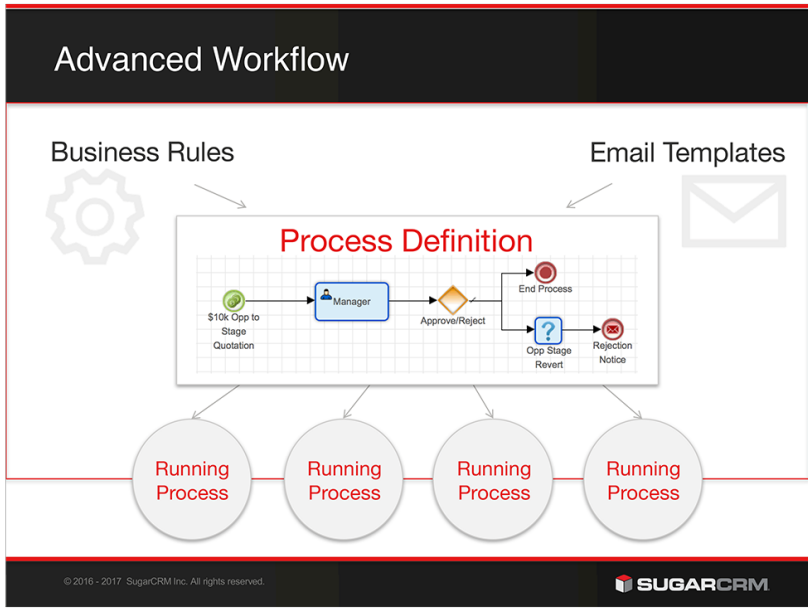 Advanced Workflow
Business Rules
Email Templates
Process Definition
$10k Opp to
Stage
Quotation
Manager
Approve/Reject
End Process
?
Opp Stage
Revert
Rejection
Notice
Running
Process
Running
Process
Running
Process
Running
Process
© 2016 - 2017 SugarCRM Inc. All rights reserved.
SUGARCRM.